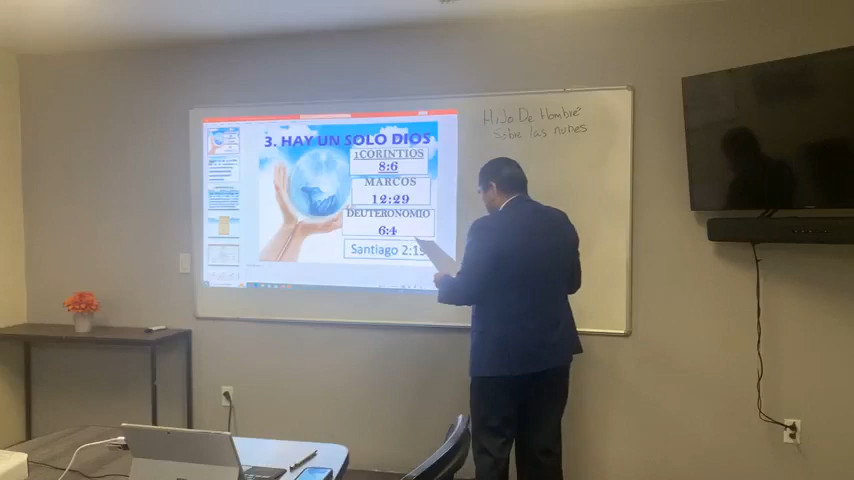 3. HAY UN SOLO DIOS
1CORINTIOS
8:6
MARCOS
12:29
DEUTERONOMIO
6:4
Santiago 2:19
Hijo De Hombre
Sobre las nubes